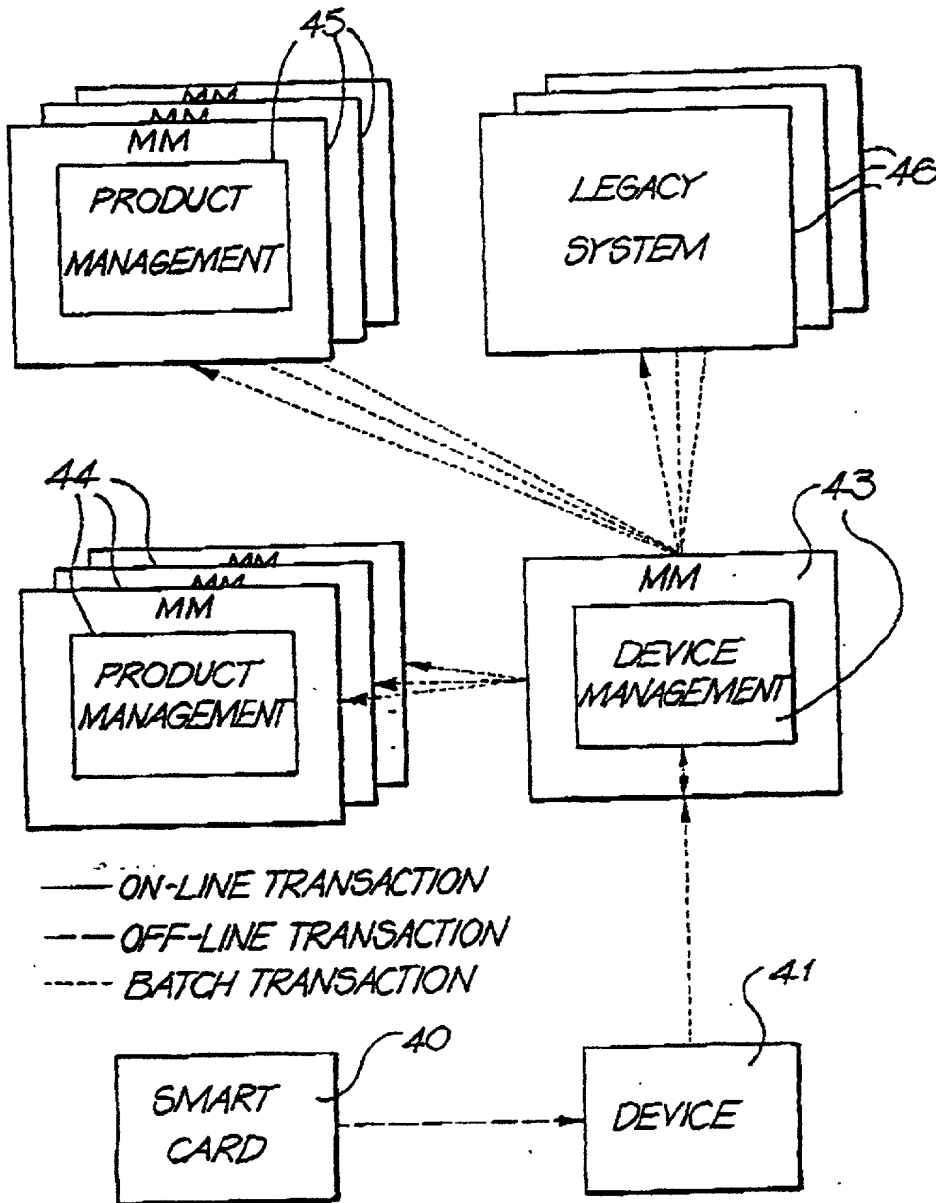 45
MM
MM
MM
PRODUCT
MANAGEMENT
LEGACY
SYSTEM
46
44
MM
MM
MM
PRODUCT
MANAGEMENT
43
MM
DEVICE
MANAGEMENT
ON-LINE TRANSACTION
OFF-LINE TRANSACTION
BATCH TRANSACTION
40
SMART
CARD
41
DEVICE